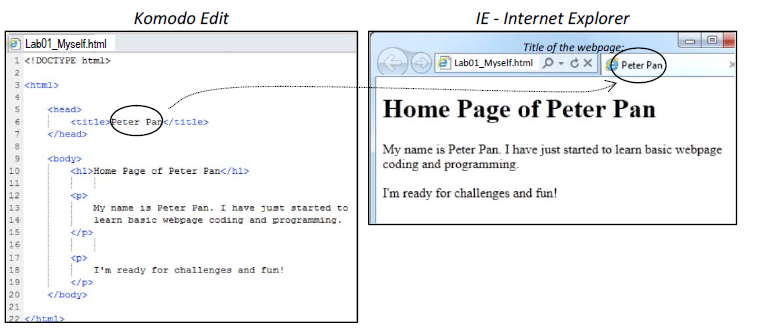 Komodo Edit
Lab01_Myself.html
1 <!DOCTYPE html>
2
3 <html>
4
5 <head>
6 <title>Peter Pan</title>
7 </head>
8
9 <body>
10 <h1>Home Page of Peter Pan</h1>
11
12 <p>
13 My name is Peter Pan. I have just started to
14 learn basic webpage coding and programming.
15 </p>
16
17 <p>
18 I'm ready for challenges and fun!
19 </p>
20 </body>
21
22 </html>
IE - Internet Explorer
Title of the webpage:
Lab01_Myself.html
Peter Pan
Home Page of Peter Pan
My name is Peter Pan. I have just started to learn basic webpage
coding and programming.
I'm ready for challenges and fun!